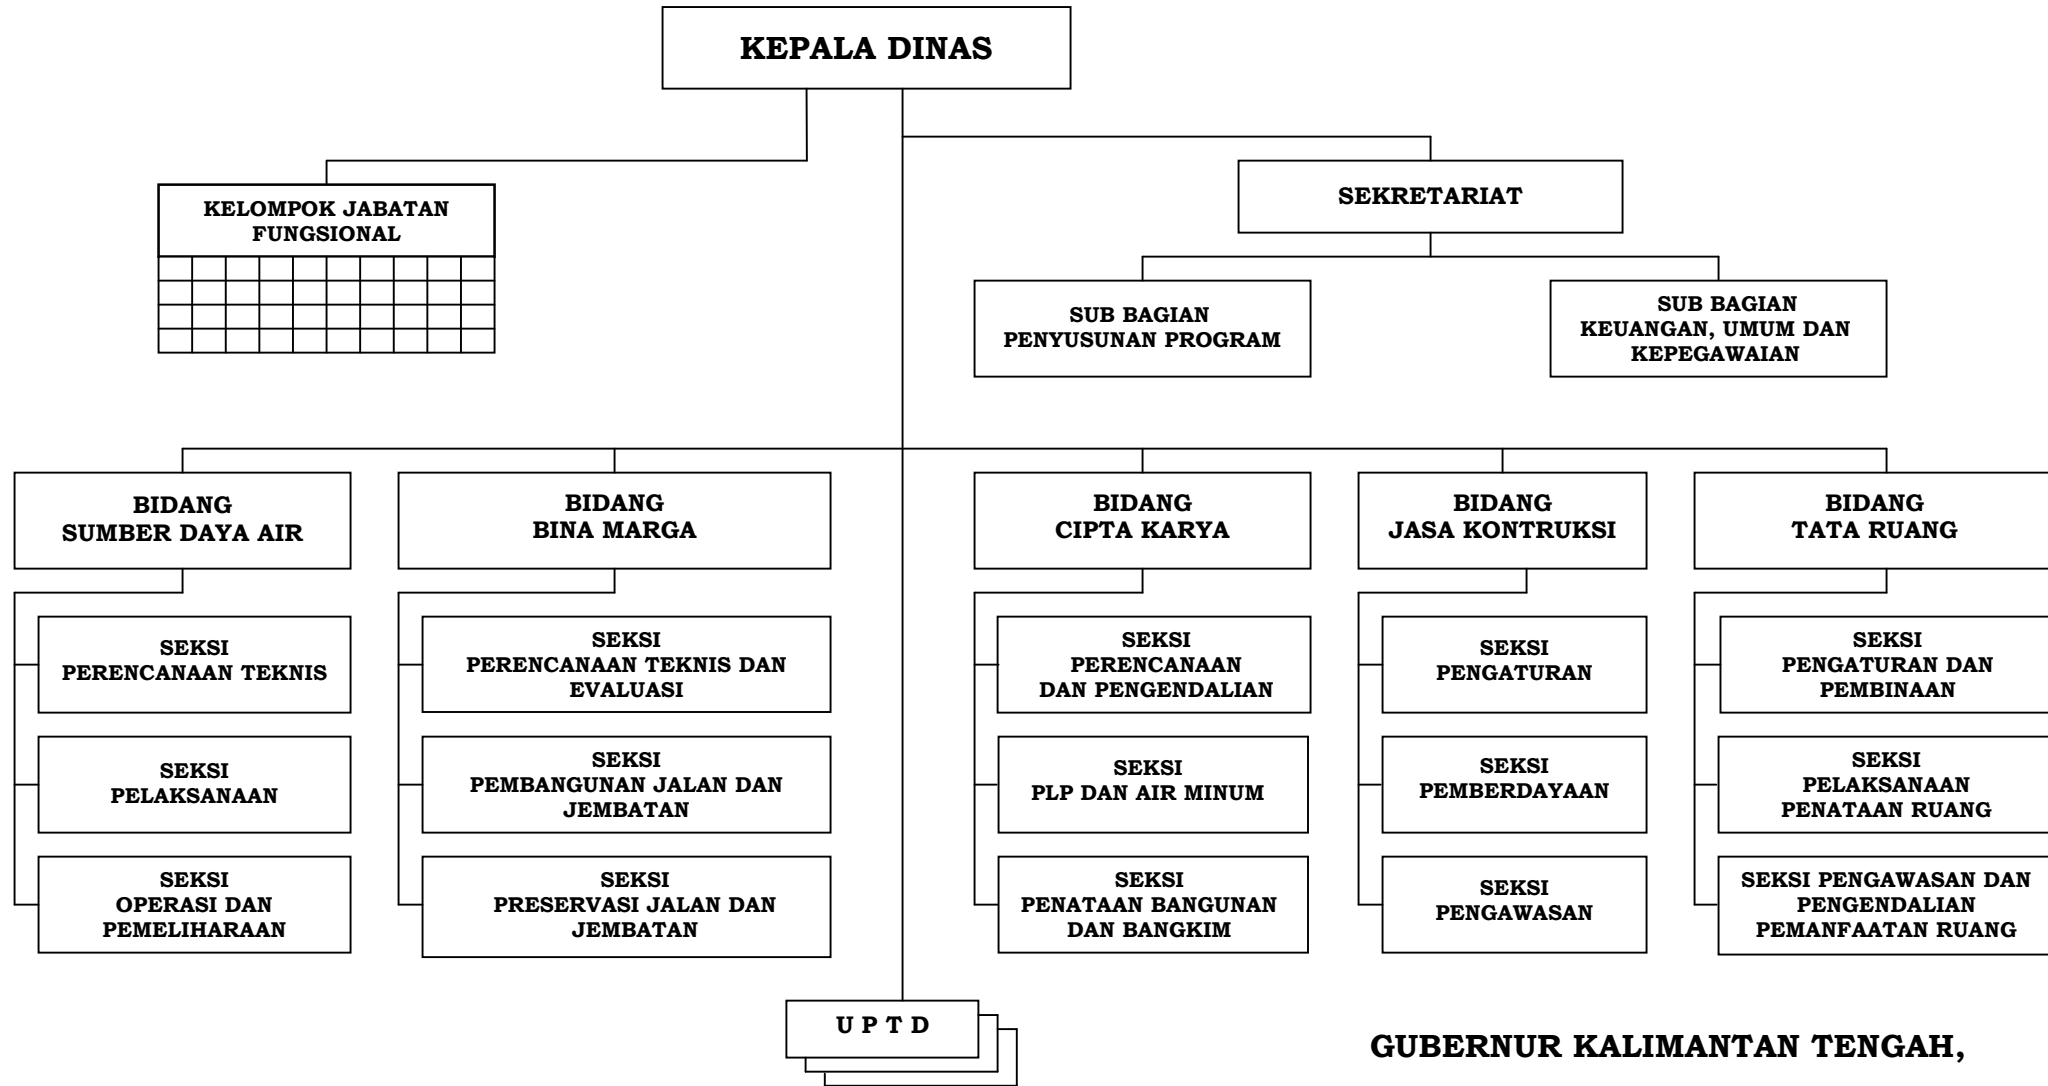 KEPALA DINAS
KELOMPOK JABATAN
FUNGSIONAL
SEKRETARIAT
SUB BAGIAN
PENYUSUNAN PROGRAM
SUB BAGIAN
KEUANGAN, UMUM DAN
KEPEGAWAIAN
BIDANG
SUMBER DAYA AIR
BIDANG
BINA MARGA
BIDANG
CIPTA KARYA
BIDANG
JASA KONTRUKSI
BIDANG
TATA RUANG
SEKSI
PERENCANAAN TEKNIS
SEKSI
PERENCANAAN TEKNIS DAN
EVALUASI
SEKSI
PERENCANAAN
DAN PENGENDALIAN
SEKSI
PENGATURAN
SEKSI
PENGATURAN DAN
PEMBINAAN
SEKSI
PELAKSANAAN
SEKSI
PEMBANGUNAN JALAN DAN
JEMBATAN
SEKSI
PLP DAN AIR MINUM
SEKSI
PEMBERDAYAAN
SEKSI
PELAKSANAAN
PENATAAN RUANG
SEKSI
OPERASI DAN
PEMELIHARAAN
SEKSI
PRESERVASI JALAN DAN
JEMBATAN
SEKSI
PENATAAN BANGUNAN
DAN BANGKIM
SEKSI
PENGAWASAN
SEKSI PENGAWASAN DAN
PENGENDALIAN
PEMANFAATAN RUANG
U P T D
GUBERNUR KALIMANTAN TENGAH,